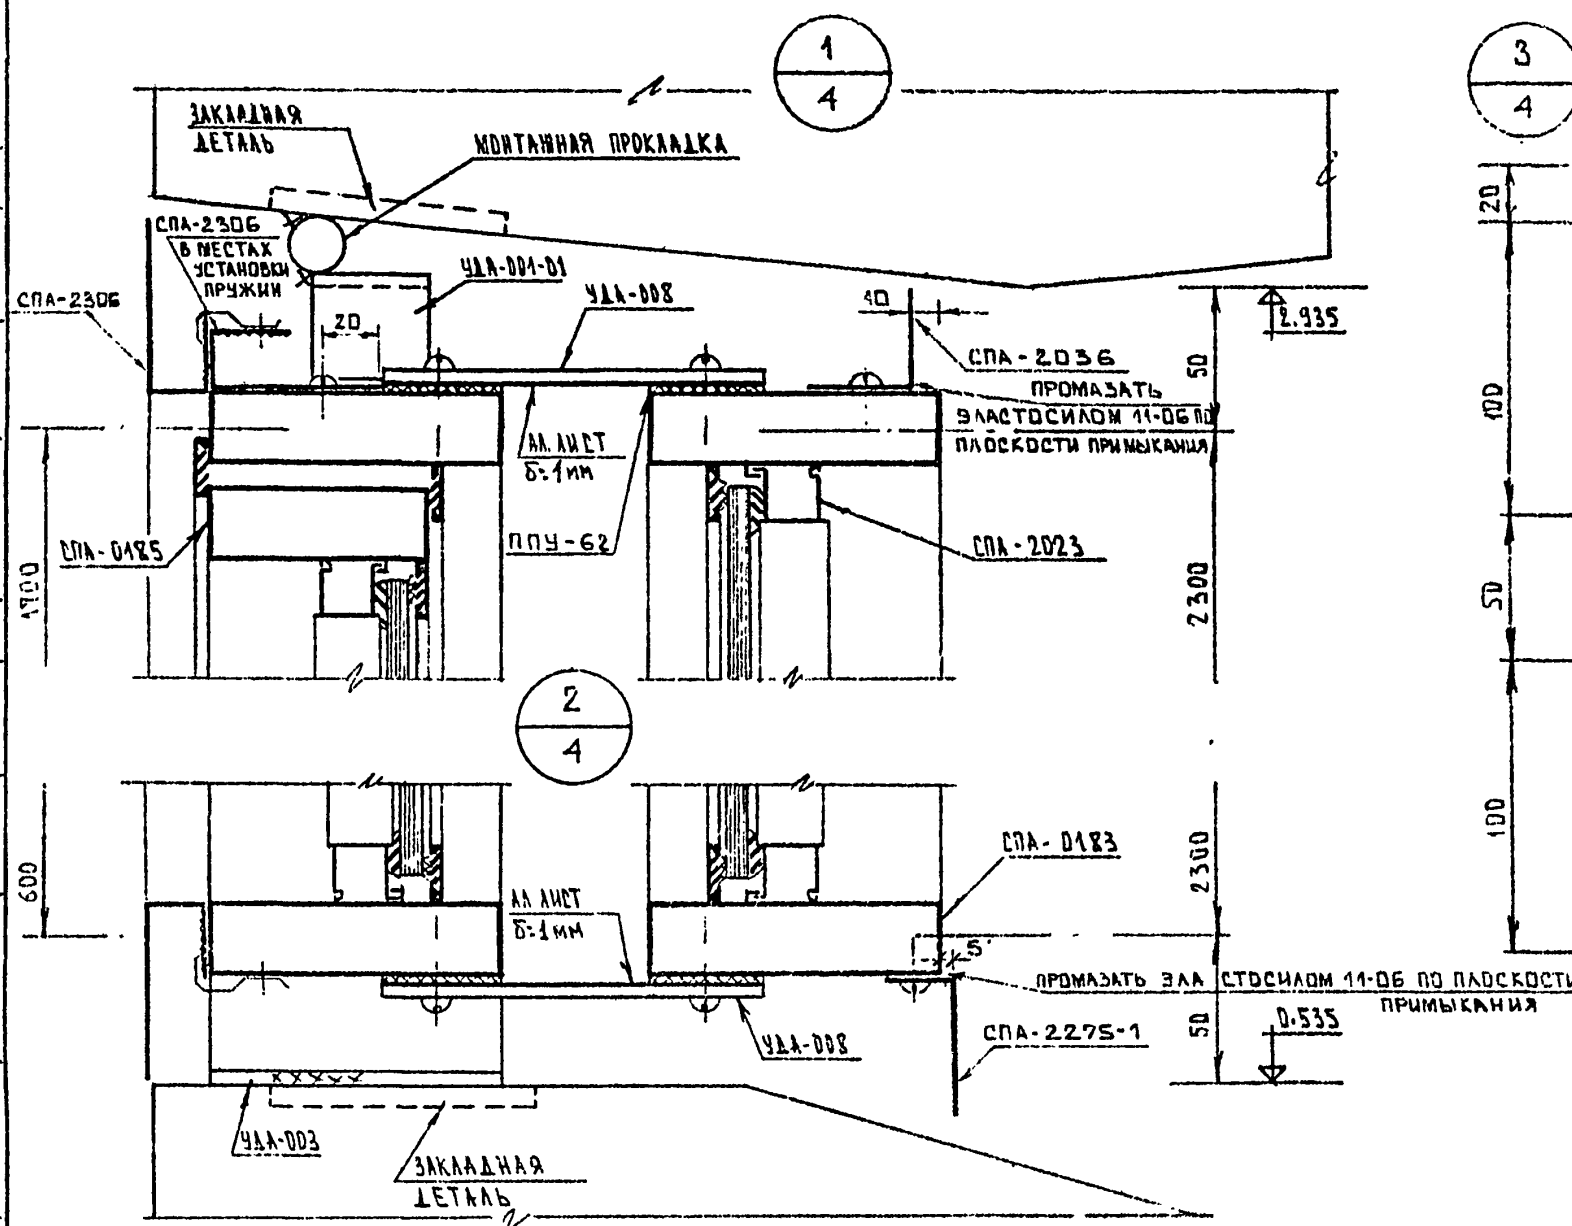 1
4
3
4
ЗАКЛАДНАЯ
ДЕТАЛЬ
МОНТАЖНАЯ ПРОКЛАДКА
СПА-2306
В МЕСТАХ
УСТАНОВКИ
ПРУЖИН
СПА-2306
УДА-001-01
УДА-008
20
10
2.935
50
СПА-2036
ПРОМАЗАТЬ
ЭЛАСТОСИЛОМ 11-06 ПО
ПЛОСКОСТИ ПРИМЫКАНИЯ
АЛ. ЛИСТ
δ=1мм
ППУ-62
СПА-0185
СПА-2023
1700
2300
20
100
50
100
2
4
600
2300
СПА-0183
АЛ ЛИСТ
δ=1мм
5
ПРОМАЗАТЬ ЭЛАСТОСИЛОМ 11-06 ПО ПЛОСКОСТИ
ПРИМЫКАНИЯ
50
0.535
СПА-2275-1
УДА-008
УДА-003
ЗАКЛАДНАЯ
ДЕТАЛЬ